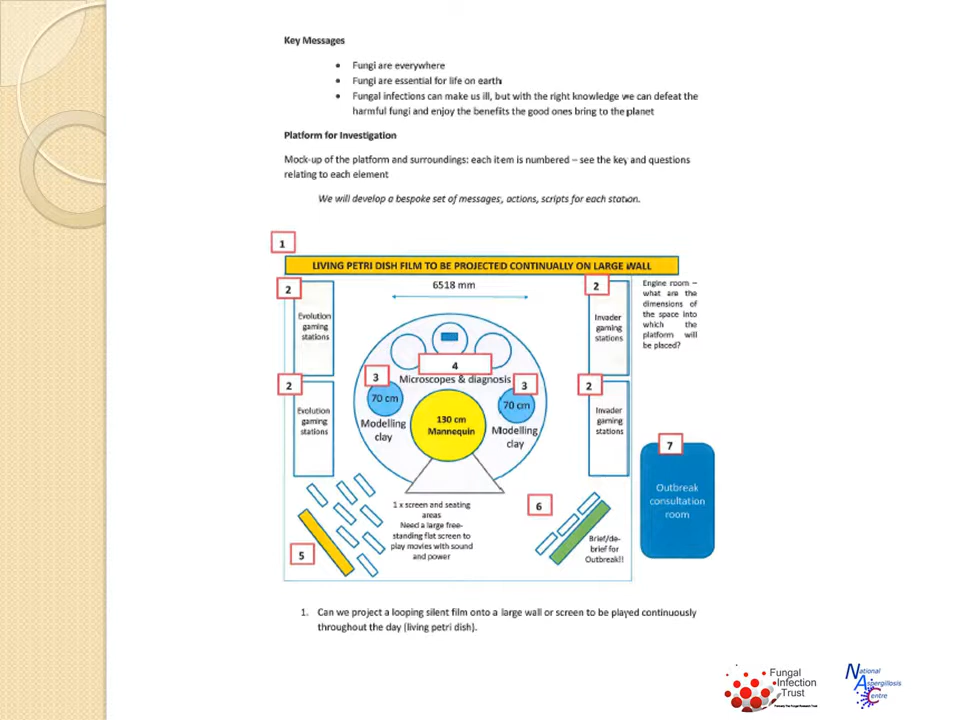 Key Messages
• Fungi are everywhere
• Fungi are essential for life on earth
• Fungal infections can make us ill, but with the right knowledge we can defeat the
harmful fungi and enjoy the benefits the good ones bring to the planet
Platform for Investigation
Mock-up of the platform and surroundings: each item is numbered – see the key and questions
relating to each element
We will develop a bespoke set of messages, actions, scripts for each station.
1
LIVING PETRI DISH FILM TO BE PROJECTED CONTINUALLY ON LARGE WALL
2
Evolution
gaming
stations
6518 mm
2
Invader
gaming
stations
Engine room –
what are the
dimensions of
the space into
which the
platform will
be placed?
4
Microscopes & diagnosis
3
70 cm
Modelling
clay
130 cm
Mannequin
3
70 cm
Modelling
clay
2
Evolution
gaming
stations
2
Invader
gaming
stations
7
Outbreak
consultation
room
5
1 x screen and seating
areas
Need a large free-
standing flat screen to
play movies with sound
and power
6
Brief/de-
brief for
Outbreak!!
1. Can we project a looping silent film onto a large wall or screen to be played continuously
throughout the day (living petri dish).
Fungal
Infection
Trust
National
Aspergillosis
Centre